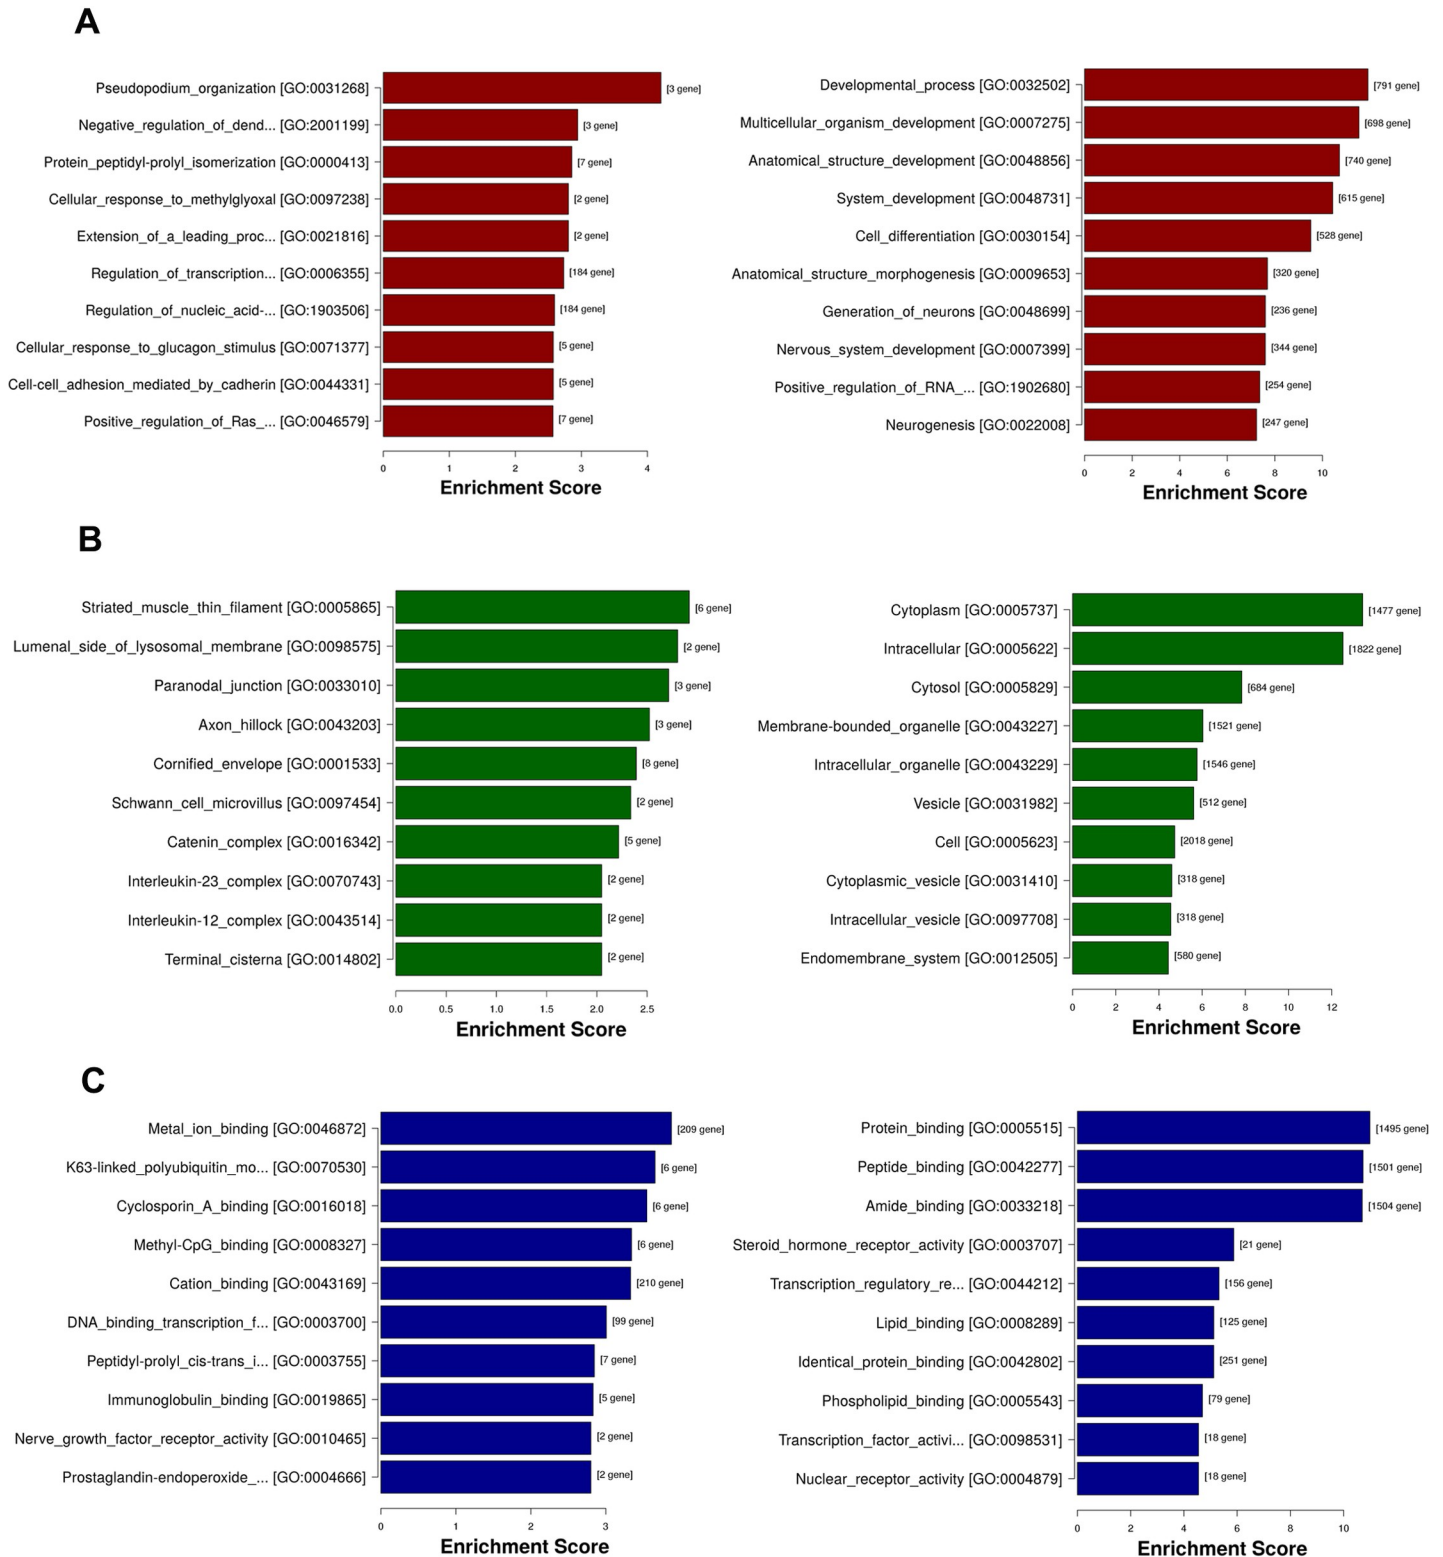 A
Pseudopodium_organization [GO:0031268] [3 gene]
Negative_regulation_of_dend... [GO:2001199] [3 gene]
Protein_peptidyl-prolyl_isomerization [GO:0000413] [7 gene]
Cellular_response_to_methylglyoxal [GO:0097238] [2 gene]
Extension_of_a_leading_proc... [GO:0021816] [2 gene]
Regulation_of_transcription... [GO:0006355] [184 gene]
Regulation_of_nucleic_acid-... [GO:1903506] [184 gene]
Cellular_response_to_glucagon_stimulus [GO:0071377] [5 gene]
Cell-cell_adhesion_mediated_by_cadherin [GO:0044331] [5 gene]
Positive_regulation_of_Ras_... [GO:0046579] [7 gene]
0 1 2 3 4
Enrichment Score
Developmental_process [GO:0032502] [791 gene]
Multicellular_organism_development [GO:0007275] [698 gene]
Anatomical_structure_development [GO:0048856] [740 gene]
System_development [GO:0048731] [615 gene]
Cell_differentiation [GO:0030154] [528 gene]
Anatomical_structure_morphogenesis [GO:0009653] [320 gene]
Generation_of_neurons [GO:0048699] [236 gene]
Nervous_system_development [GO:0007399] [344 gene]
Positive_regulation_of_RNA_... [GO:1902680] [254 gene]
Neurogenesis [GO:0022008] [247 gene]
0 2 4 6 8 10
Enrichment Score
B
Striated_muscle_thin_filament [GO:0005865] [6 gene]
Lumenal_side_of_lysosomal_membrane [GO:0098575] [2 gene]
Paranodal_junction [GO:0033010] [3 gene]
Axon_hillock [GO:0043203] [3 gene]
Cornified_envelope [GO:0001533] [8 gene]
Schwann_cell_microvillus [GO:0097454] [2 gene]
Catenin_complex [GO:0016342] [5 gene]
Interleukin-23_complex [GO:0070743] [2 gene]
Interleukin-12_complex [GO:0043514] [2 gene]
Terminal_cisterna [GO:0014802] [2 gene]
0.0 0.5 1.0 1.5 2.0 2.5
Enrichment Score
Cytoplasm [GO:0005737] [1477 gene]
Intracellular [GO:0005622] [1822 gene]
Cytosol [GO:0005829] [684 gene]
Membrane-bounded_organelle [GO:0043227] [1521 gene]
Intracellular_organelle [GO:0043229] [1546 gene]
Vesicle [GO:0031982] [512 gene]
Cell [GO:0005623] [2018 gene]
Cytoplasmic_vesicle [GO:0031410] [318 gene]
Intracellular_vesicle [GO:0097708] [318 gene]
Endomembrane_system [GO:0012505] [580 gene]
0 2 4 6 8 10 12
Enrichment Score
C
Metal_ion_binding [GO:0046872] [209 gene]
K63-linked_polyubiquitin_mo... [GO:0070530] [6 gene]
Cyclosporin_A_binding [GO:0016018] [6 gene]
Methyl-CpG_binding [GO:0008327] [6 gene]
Cation_binding [GO:0043169] [210 gene]
DNA_binding_transcription_f... [GO:0003700] [99 gene]
Peptidyl-prolyl_cis-trans_i... [GO:0003755] [7 gene]
Immunoglobulin_binding [GO:0019865] [5 gene]
Nerve_growth_factor_receptor_activity [GO:0010465] [2 gene]
Prostaglandin-endoperoxide_... [GO:0004666] [2 gene]
0 1 2 3
Enrichment Score
Protein_binding [GO:0005515] [1495 gene]
Peptide_binding [GO:0042277] [1501 gene]
Amide_binding [GO:0033218] [1504 gene]
Steroid_hormone_receptor_activity [GO:0003707] [21 gene]
Transcription_regulatory_re... [GO:0044212] [156 gene]
Lipid_binding [GO:0008289] [125 gene]
Identical_protein_binding [GO:0042802] [251 gene]
Phospholipid_binding [GO:0005543] [79 gene]
Transcription_factor_activi... [GO:0098531] [18 gene]
Nuclear_receptor_activity [GO:0004879] [18 gene]
0 2 4 6 8 10
Enrichment Score